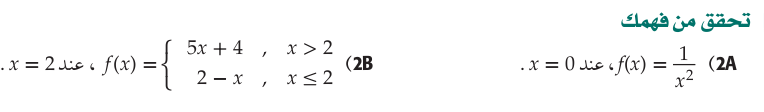 تحقق من فهمك
(2A f(x) = 1/x² ، عند x = 0 .
(2B f(x) = { 5x + 4 , x > 2
2 − x , x ≤ 2 ، عند x = 2 .